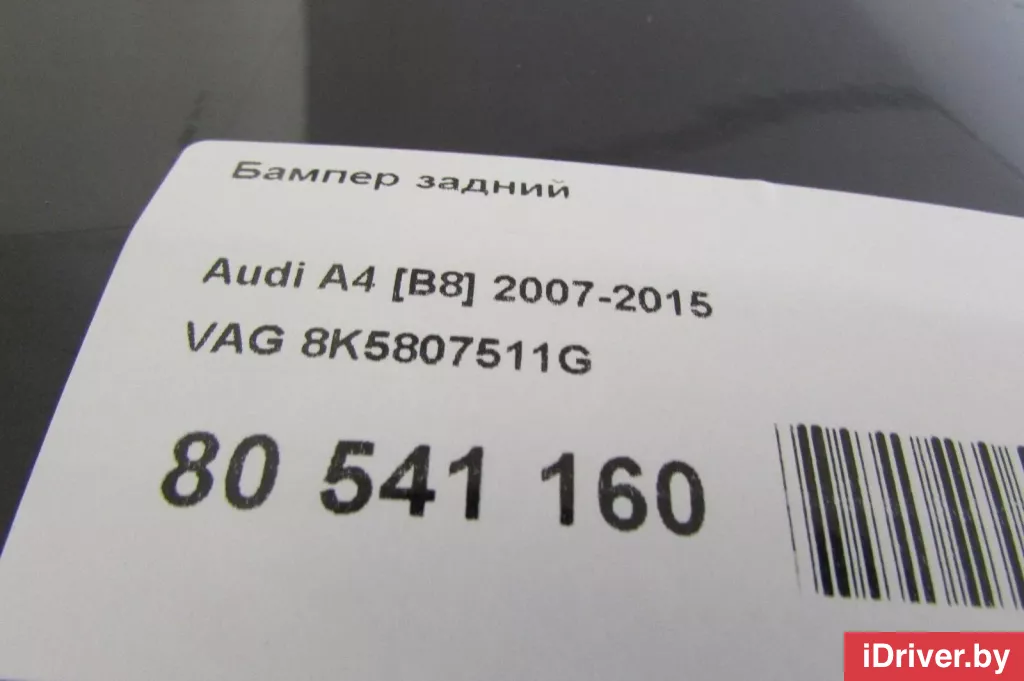 Бампер задний
Audi A4 [B8] 2007-2015
VAG 8K5807511G
80 541 160
iDriver.by